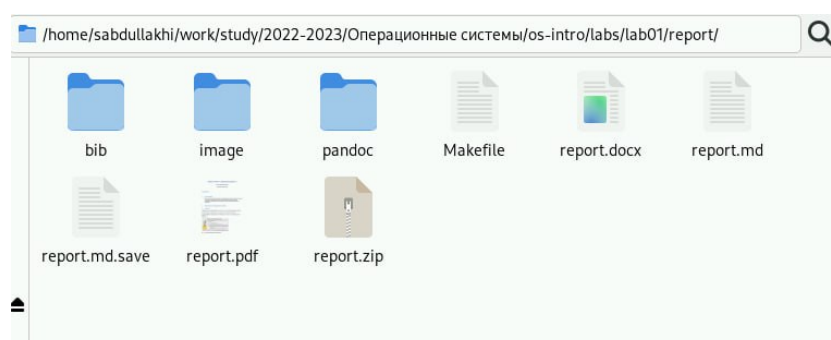 /home/sabdullakhi/work/study/2022-2023/Операционные системы/os-intro/labs/lab01/report/
bib image pandoc Makefile report.docx report.md
report.md.save report.pdf report.zip